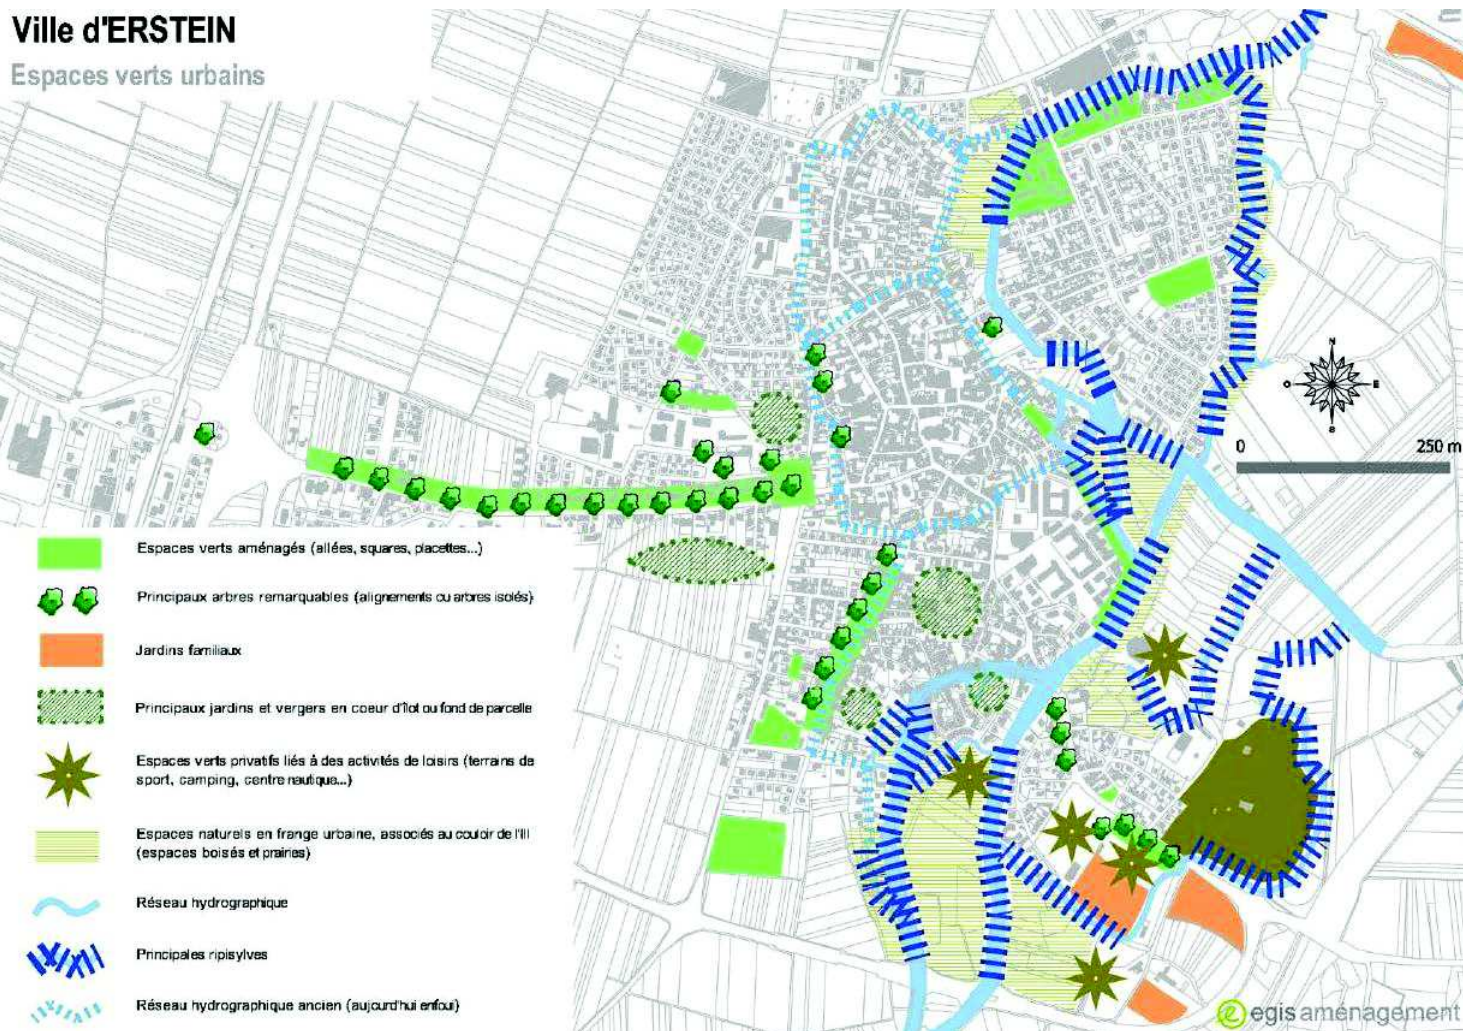 Ville d'ERSTEIN
Espaces verts urbains
N
O
E
S
0
250 m
Espaces verts aménagés (allées, squares, placettes...)
Principaux arbres remarquables (alignements ou arbres isolés)
Jardins familiaux
Principaux jardins et vergers en coeur d'îlot ou fond de parcelle
Espaces verts privatifs liés à des activités de loisirs (terrains de
sport, camping, centre nautique...)
Espaces naturels en frange urbaine, associés au couloir de l'Ill
(espaces boisés et prairies)
Réseau hydrographique
Principales ripisylves
Réseau hydrographique ancien (aujourd'hui enfoui)
egis aménagement